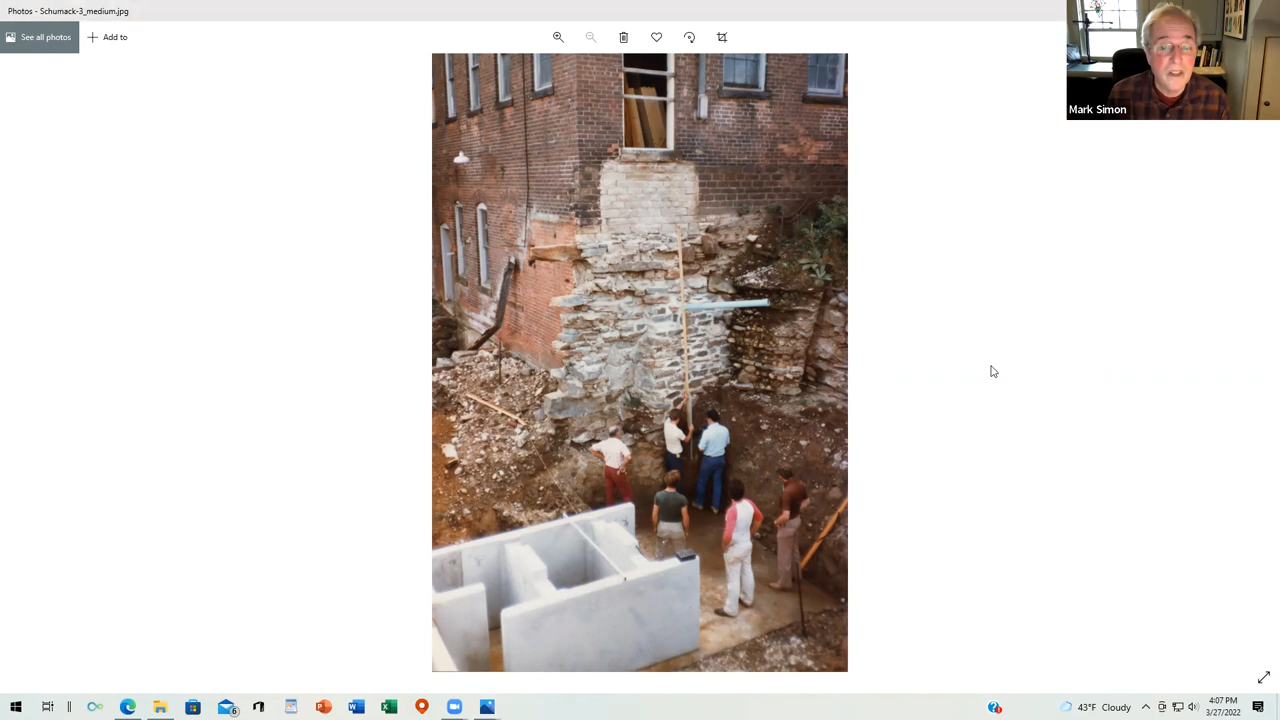 Photos - Schumack-3_medium.jpg
See all photos
Add to
Mark Simon
6
43°F Cloudy
4:07 PM
3/27/2022